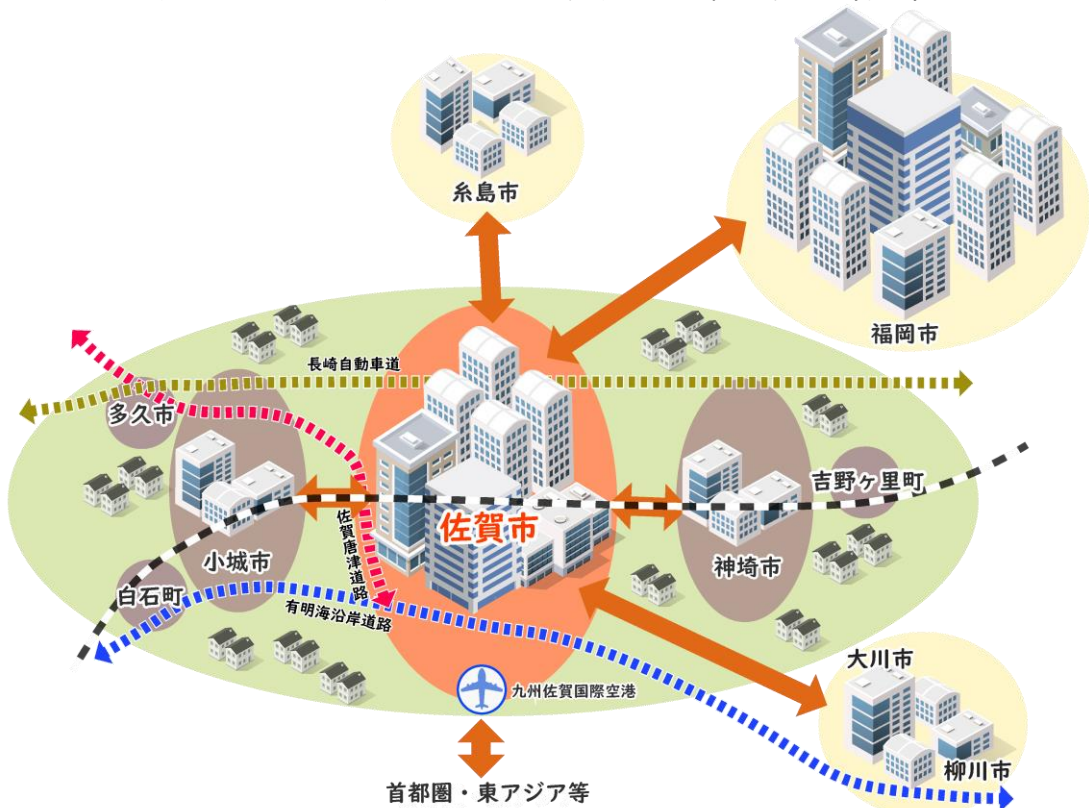 糸島市
福岡市
長崎自動車道
多久市
吉野ヶ里町
佐賀市
佐賀唐津道路
小城市
神埼市
白石町
有明海沿岸道路
大川市
九州佐賀国際空港
柳川市
首都圏・東アジア等